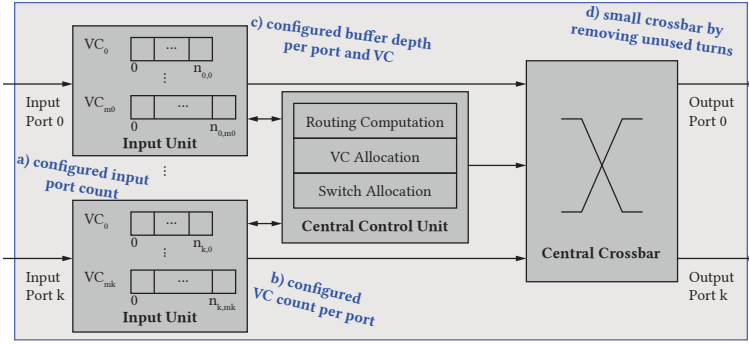 c) configured buffer depth
per port and VC
d) small crossbar by
removing unused turns
VC0
...
0
n0,0
⋮
VCm0
...
0
n0,m0
Input Unit
Input
Port 0
a) configured input
port count
⋮
Routing Computation
VC Allocation
Switch Allocation
Central Control Unit
Central Crossbar
Output
Port 0
VC0
...
0
nk,0
⋮
VCmk
...
0
nk,mk
Input Unit
Input
Port k
b) configured
VC count per port
Output
Port k